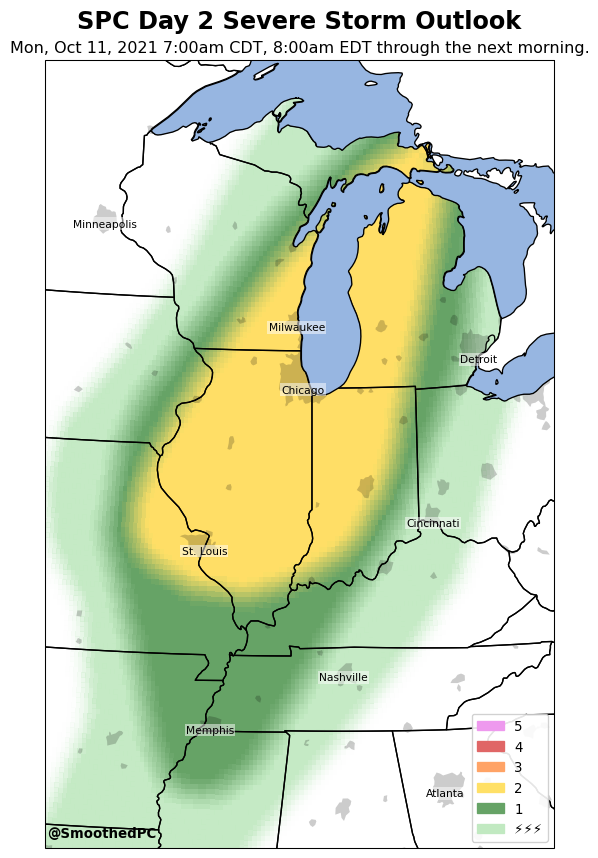 SPC Day 2 Severe Storm Outlook
Mon, Oct 11, 2021 7:00am CDT, 8:00am EDT through the next morning.
Minneapolis
Milwaukee
Detroit
Chicago
Cincinnati
St. Louis
Nashville
Memphis
Atlanta
5
4
3
2
1
⚡⚡⚡
@SmoothedPC